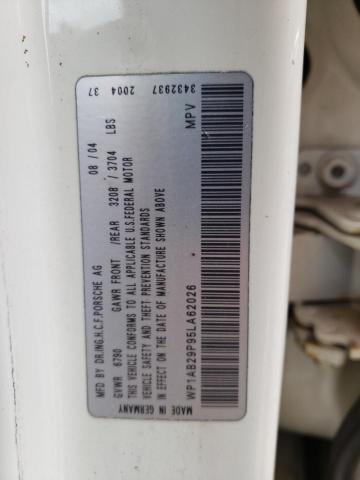 MFD BY DR.ING.H.C.F.PORSCHE AG 08 / 04
GVWR 6790 GAWR FRONT /REAR 3208 / 3704 LBS
THIS VEHICLE CONFORMS TO ALL APPLICABLE U.S.FEDERAL MOTOR
VEHICLE SAFETY AND THEFT PREVENTION STANDARDS
IN EFFECT ON THE DATE OF MANUFACTURE SHOWN ABOVE
2004 37 3432937
WP1AB29P95LA62026 MPV
MADE IN GERMANY